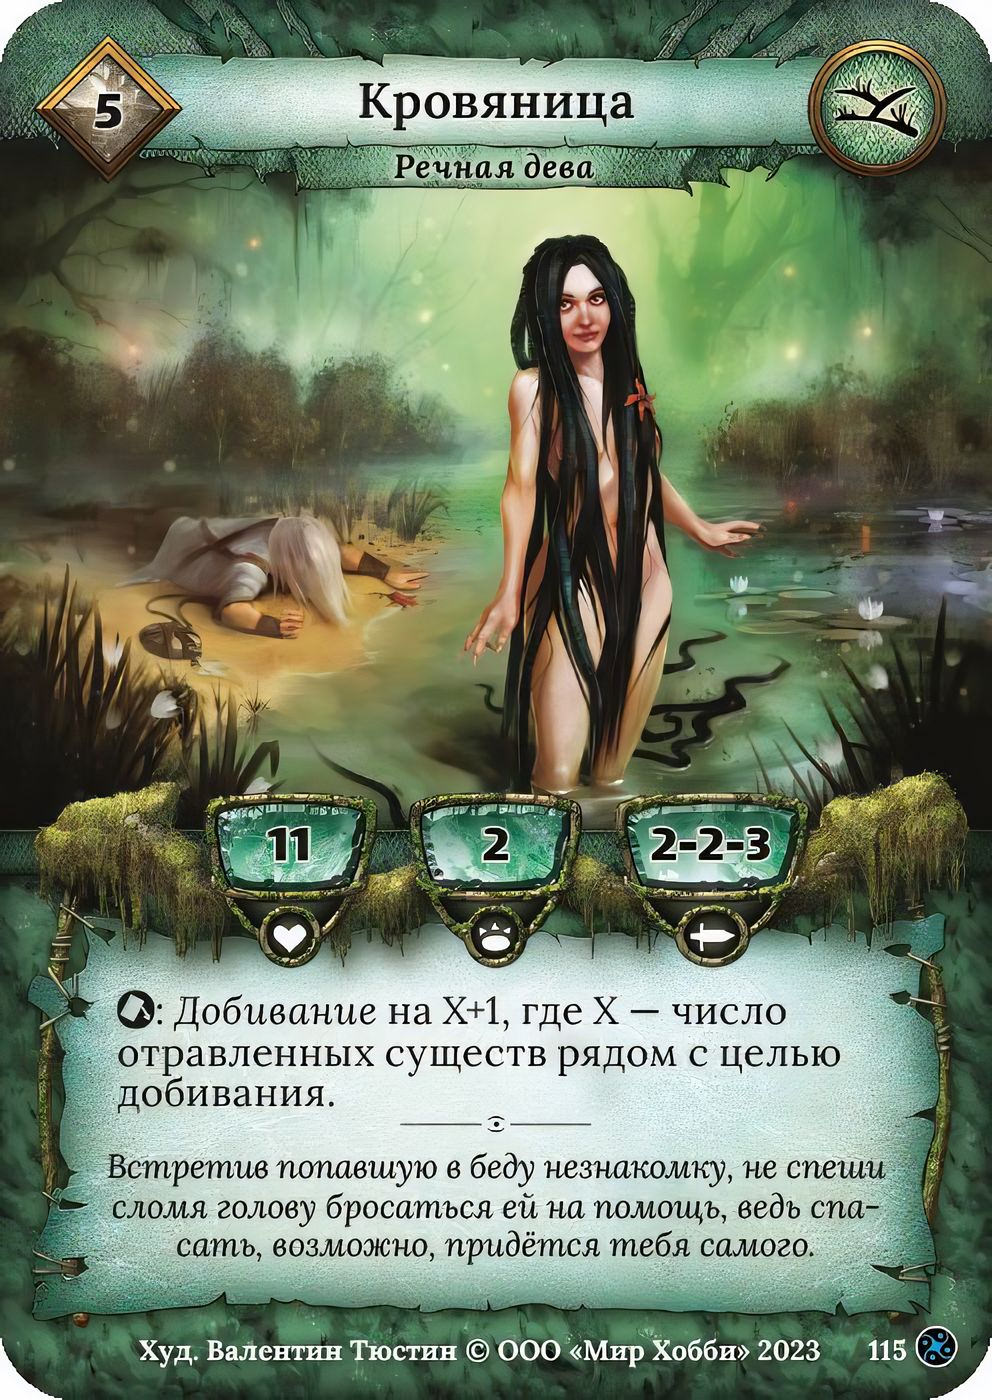 5
Кровяница
Речная дева
11
2
2-2-3
: Добивание на X+1, где X — число
отравленных существ рядом с целью
добивания.
Встретив попавшую в беду незнакомку, не спеши
сломя голову бросаться ей на помощь, ведь спа-
сать, возможно, придётся тебя самого.
Худ. Валентин Тюстин © ООО «Мир Хобби» 2023
115